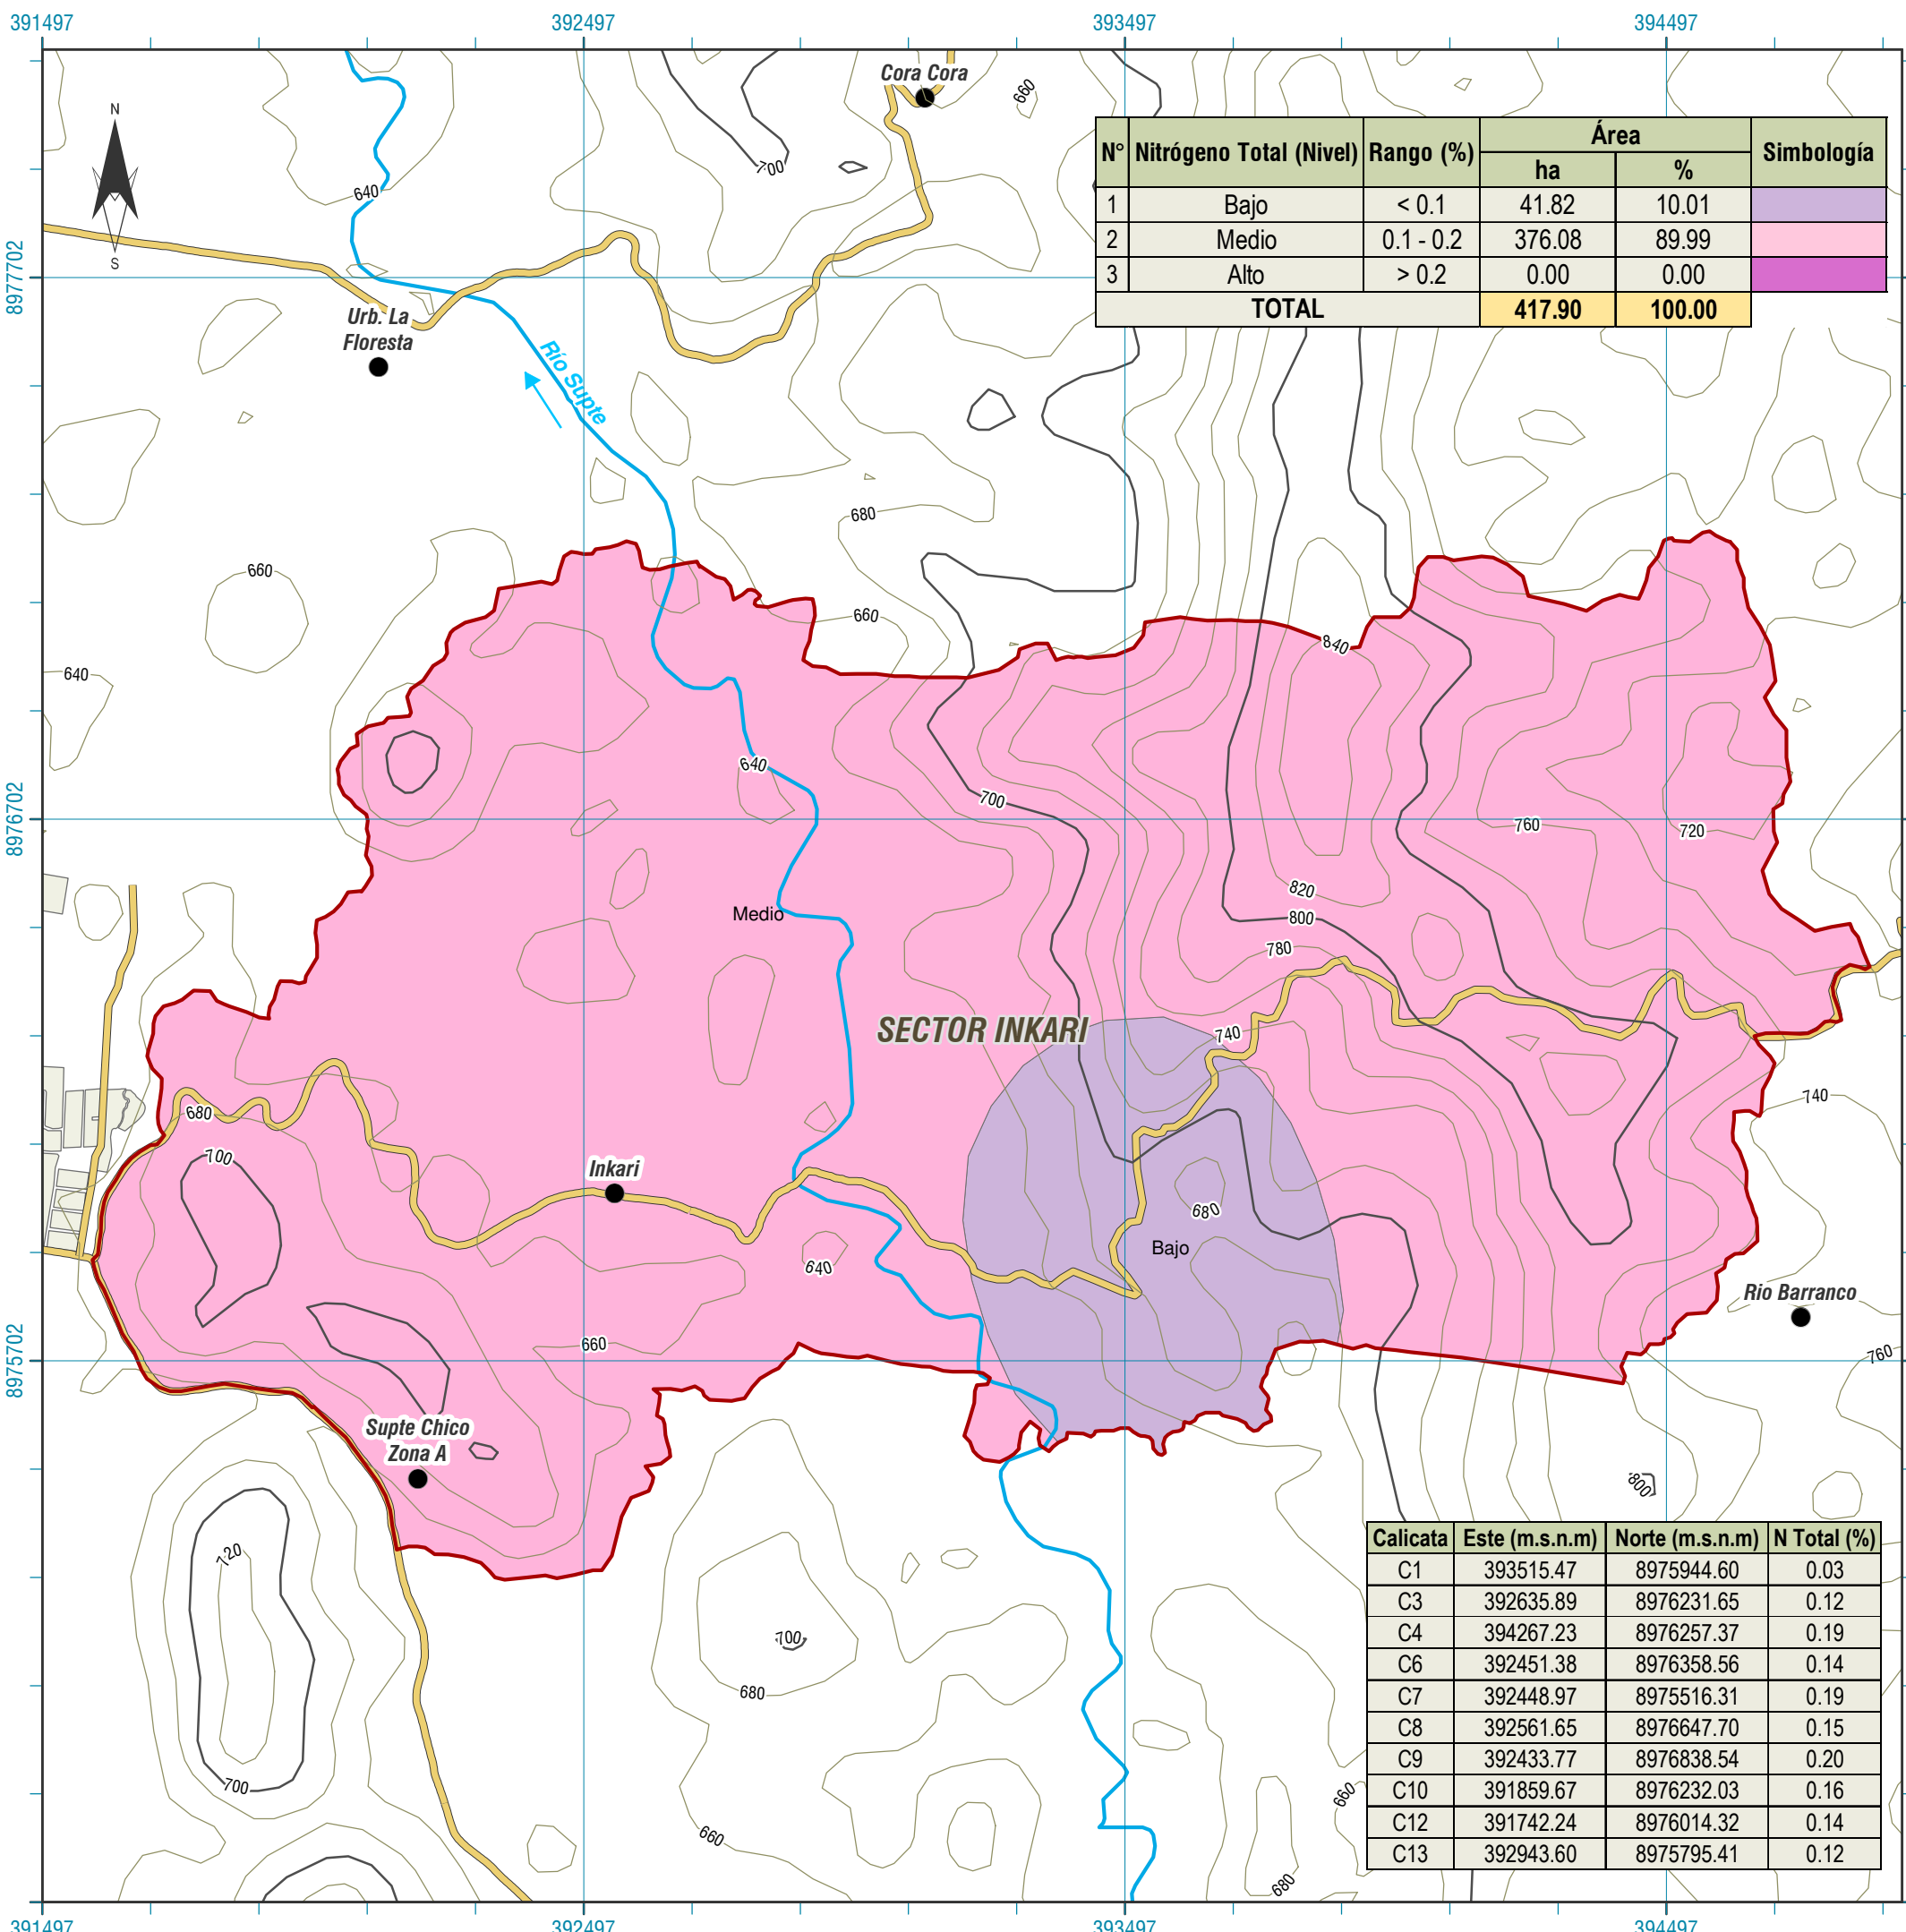 391497 392497 393497 394497
Cora Cora
660
N
S
700
640
N° Nitrógeno Total (Nivel) Rango (%) Área Simbología
ha %
1 Bajo < 0.1 41.82 10.01
2 Medio 0.1 - 0.2 376.08 89.99
3 Alto > 0.2 0.00 0.00
TOTAL 417.90 100.00
8977702
Urb. La
Floresta
Río Supte
680
660
660
840
640
640
700
760
720
8976702
820
Medio
800
780
SECTOR INKARI
740
740
680
700
Inkari
680
Bajo
640
Rio Barranco
660
760
8975702
Supte Chico
Zona A
800
720
Calicata Este (m.s.n.m) Norte (m.s.n.m) N Total (%)
C1 393515.47 8975944.60 0.03
C3 392635.89 8976231.65 0.12
C4 394267.23 8976257.37 0.19
C6 392451.38 8976358.56 0.14
C7 392448.97 8975516.31 0.19
C8 392561.65 8976647.70 0.15
C9 392433.77 8976838.54 0.20
C10 391859.67 8976232.03 0.16
C12 391742.24 8976014.32 0.14
C13 392943.60 8975795.41 0.12
700
680
700
660
660
680
391497 392497 393497 394497